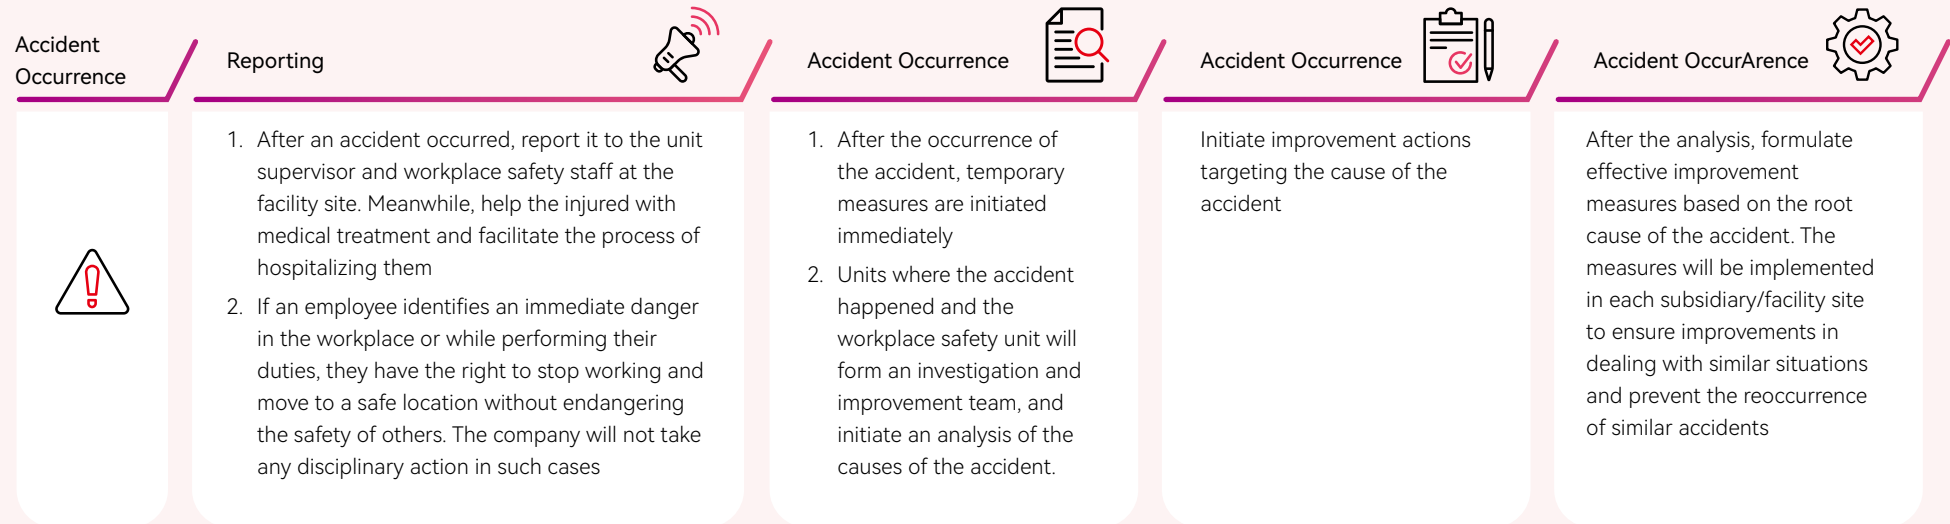 Accident
Occurrence
Reporting
1. After an accident occurred, report it to the unit
supervisor and workplace safety staff at the
facility site. Meanwhile, help the injured with
medical treatment and facilitate the process of
hospitalizing them
2. If an employee identifies an immediate danger
in the workplace or while performing their
duties, they have the right to stop working and
move to a safe location without endangering
the safety of others. The company will not take
any disciplinary action in such cases
Accident Occurrence
1. After the occurrence of
the accident, temporary
measures are initiated
immediately
2. Units where the accident
happened and the
workplace safety unit will
form an investigation and
improvement team, and
initiate an analysis of the
causes of the accident.
Accident Occurrence
Initiate improvement actions
targeting the cause of the
accident
Accident OccurArence
After the analysis, formulate
effective improvement
measures based on the root
cause of the accident. The
measures will be implemented
in each subsidiary/facility site
to ensure improvements in
dealing with similar situations
and prevent the reoccurrence
of similar accidents